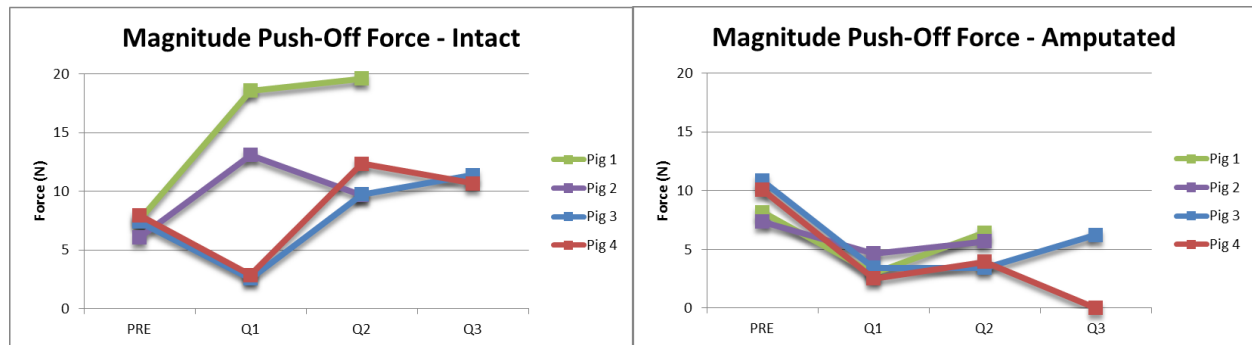 Magnitude Push-Off Force - Intact
20
15
10
5
0
Force (N)
PRE
Q1
Q2
Q3
Pig 1
Pig 2
Pig 3
Pig 4
Magnitude Push-Off Force - Amputated
20
15
10
5
0
Force (N)
PRE
Q1
Q2
Q3
Pig 1
Pig 2
Pig 3
Pig 4